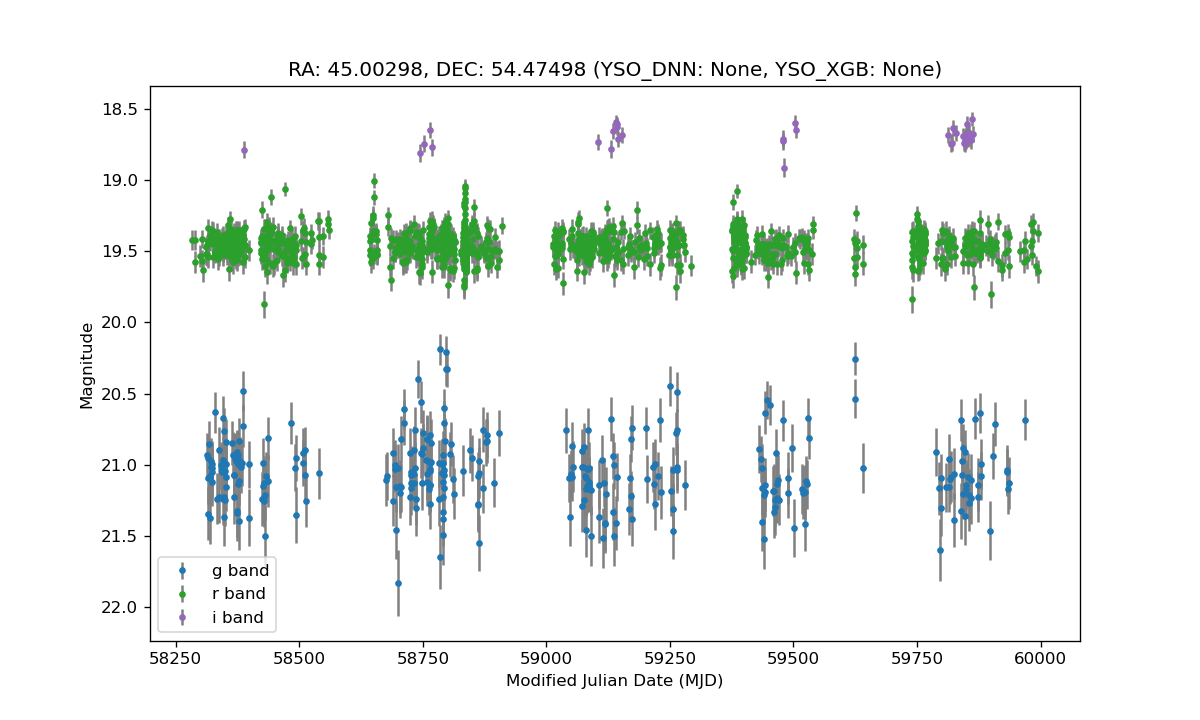 RA: 45.00298, DEC: 54.47498 (YSO_DNN: None, YSO_XGB: None)
18.5
19.0
19.5
20.0
20.5
21.0
21.5
22.0
Magnitude
g band
r band
i band
58250 58500 58750 59000 59250 59500 59750 60000
Modified Julian Date (MJD)